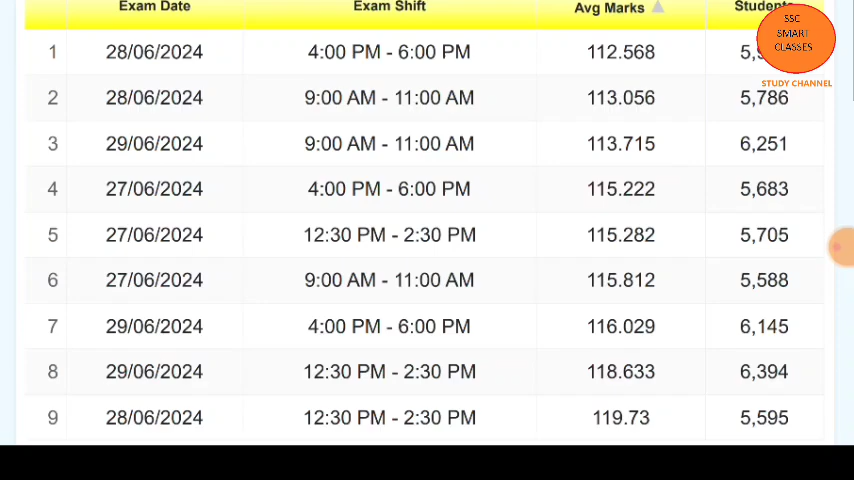 Exam Date Exam Shift Avg Marks Students
SSC
SMART
CLASSES
STUDY CHANNEL
1 28/06/2024 4:00 PM - 6:00 PM 112.568
2 28/06/2024 9:00 AM - 11:00 AM 113.056 5,786
3 29/06/2024 9:00 AM - 11:00 AM 113.715 6,251
4 27/06/2024 4:00 PM - 6:00 PM 115.222 5,683
5 27/06/2024 12:30 PM - 2:30 PM 115.282 5,705
6 27/06/2024 9:00 AM - 11:00 AM 115.812 5,588
7 29/06/2024 4:00 PM - 6:00 PM 116.029 6,145
8 29/06/2024 12:30 PM - 2:30 PM 118.633 6,394
9 28/06/2024 12:30 PM - 2:30 PM 119.73 5,595